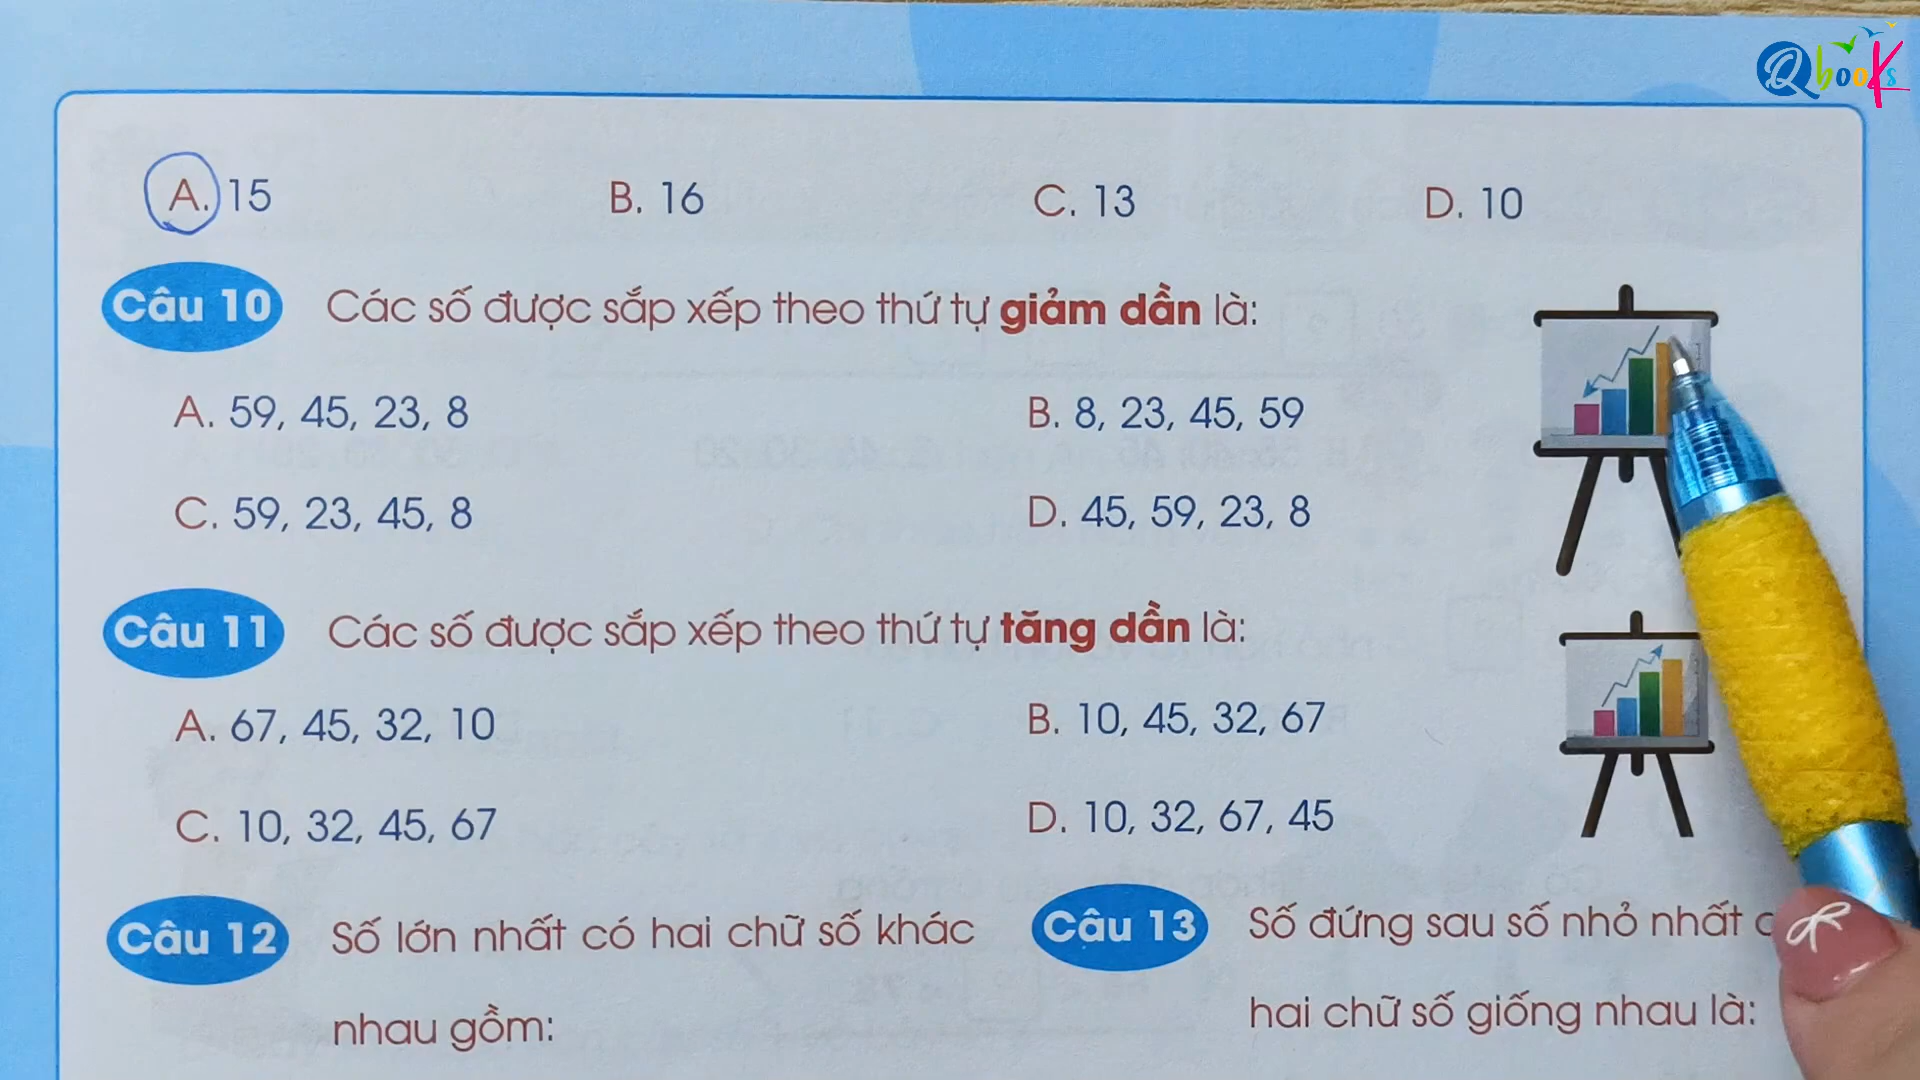 Qbooks
A. 15 B. 16 C. 13 D. 10
Câu 10 Các số được sắp xếp theo thứ tự giảm dần là:
A. 59, 45, 23, 8 B. 8, 23, 45, 59
C. 59, 23, 45, 8 D. 45, 59, 23, 8
Câu 11 Các số được sắp xếp theo thứ tự tăng dần là:
A. 67, 45, 32, 10 B. 10, 45, 32, 67
C. 10, 32, 45, 67 D. 10, 32, 67, 45
Câu 12 Số lớn nhất có hai chữ số khác
nhau gồm:
Câu 13 Số đứng sau số nhỏ nhất
hai chữ số giống nhau là: